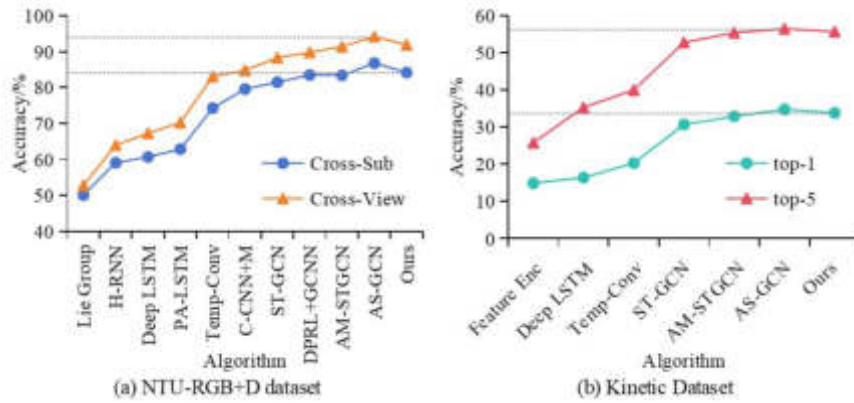 100
90
80
70
60
50
40
Accuracy/%
Cross-Sub
Cross-View
Lie Group
H-RNN
Deep LSTM
PA-LSTM
Temp-Conv
C-CNN+M
ST-GCN
DPRL+GCNN
AM-STGCN
AS-GCN
Ours
Algorithm
(a) NTU-RGB+D dataset
60
50
40
30
20
10
0
Accuracy/%
top-1
top-5
Feature Enc
Deep LSTM
Temp-Conv
ST-GCN
AM-STGCN
AS-GCN
Ours
Algorithm
(b) Kinetic Dataset